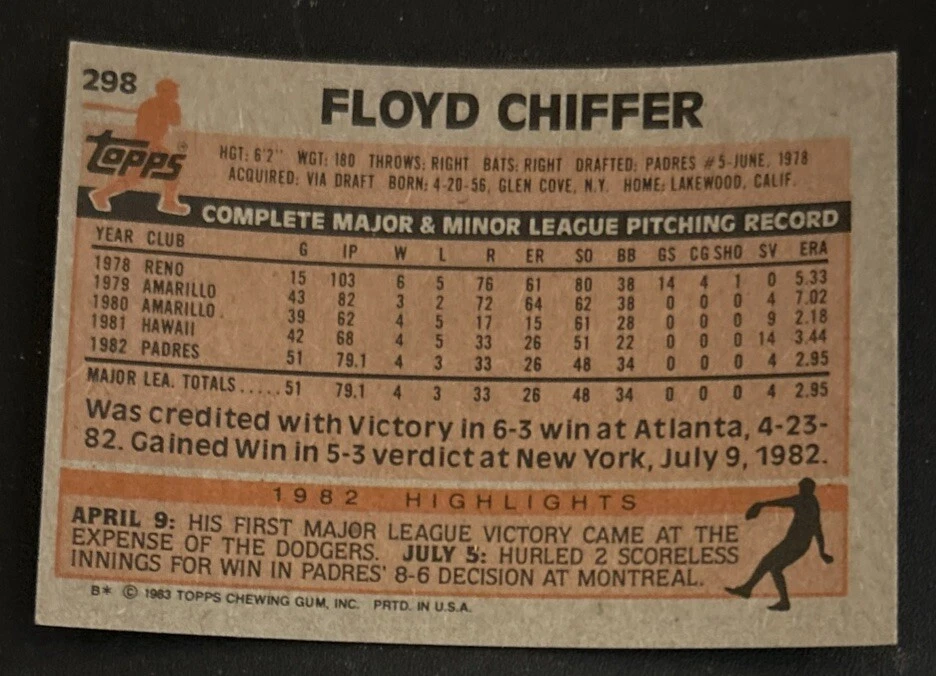 298
FLOYD CHIFFER
Topps®
HGT: 6'2" WGT: 180 THROWS: RIGHT BATS: RIGHT DRAFTED: PADRES #5-JUNE, 1978
ACQUIRED: VIA DRAFT BORN: 4-20-56, GLEN COVE, N.Y. HOME: LAKEWOOD, CALIF.
COMPLETE MAJOR & MINOR LEAGUE PITCHING RECORD
YEAR CLUB G IP W L R ER SO BB GS CG SHO SV ERA
1978 RENO 15 103 6 5 76 61 80 38 14 4 1 0 5.33
1979 AMARILLO 43 82 3 2 72 64 62 38 0 0 0 4 7.02
1980 AMARILLO 39 62 4 5 17 15 61 28 0 0 0 9 2.18
1981 HAWAII 42 68 4 5 33 26 51 22 0 0 0 14 3.44
1982 PADRES 51 79.1 4 3 33 26 48 34 0 0 0 4 2.95
MAJOR LEA. TOTALS.....51 79.1 4 3 33 26 48 34 0 0 0 4 2.95
Was credited with Victory in 6-3 win at Atlanta, 4-23-
82. Gained Win in 5-3 verdict at New York, July 9, 1982.
1982 HIGHLIGHTS
APRIL 9: HIS FIRST MAJOR LEAGUE VICTORY CAME AT THE
EXPENSE OF THE DODGERS. JULY 5: HURLED 2 SCORELESS
INNINGS FOR WIN IN PADRES' 8-6 DECISION AT MONTREAL.
B* © 1983 TOPPS CHEWING GUM, INC. PRTD. IN U.S.A.